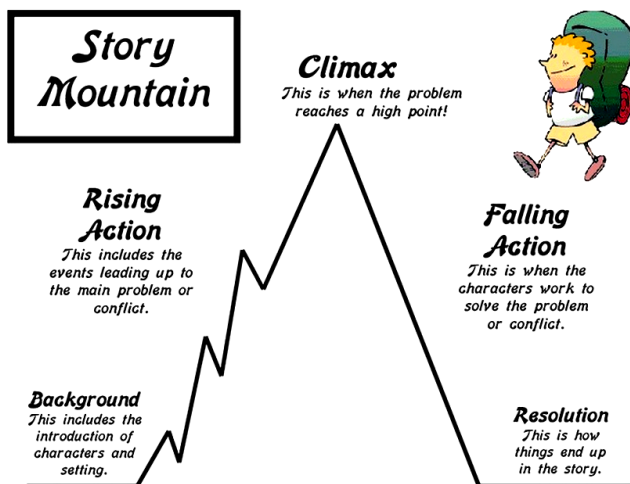 Story
Mountain
Climax
This is when the problem
reaches a high point!
Rising
Action
This includes the
events leading up to
the main problem or
conflict.
Falling
Action
This is when the
characters work to
solve the problem
or conflict.
Background
This includes the
introduction of
characters and
setting.
Resolution
This is how
things end up
in the story.